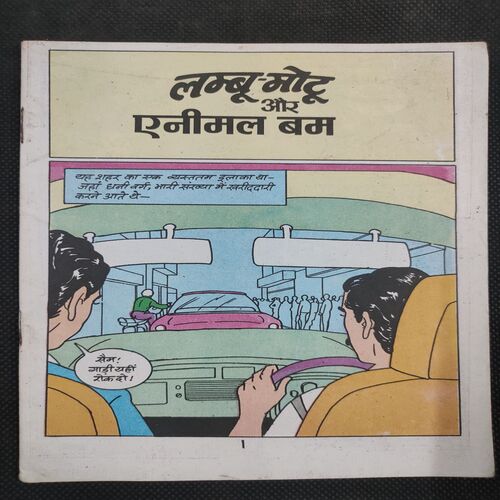 लम्बू-मोटू
और
एनीमल बम
यह शहर का एक व्यस्ततम इलाका था-
जहाँ धनी वर्ग, भारी संख्या में खरीददारी
करने आते थे-
सैम!
गाड़ी यहीं
रोक दो!
1